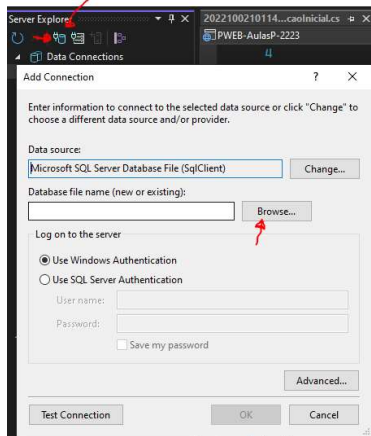 Server Explorer
2022100210114...caoInicial.cs
PWEB-AulasP-2223
Data Connections
4
Add Connection ? ×
Enter information to connect to the selected data source or click "Change" to
choose a different data source and/or provider.
Data source:
Microsoft SQL Server Database File (SqlClient)
Change...
Database file name (new or existing):
Browse...
Log on to the server
Use Windows Authentication
Use SQL Server Authentication
User name:
Password:
Save my password
Advanced...
Test Connection
OK
Cancel